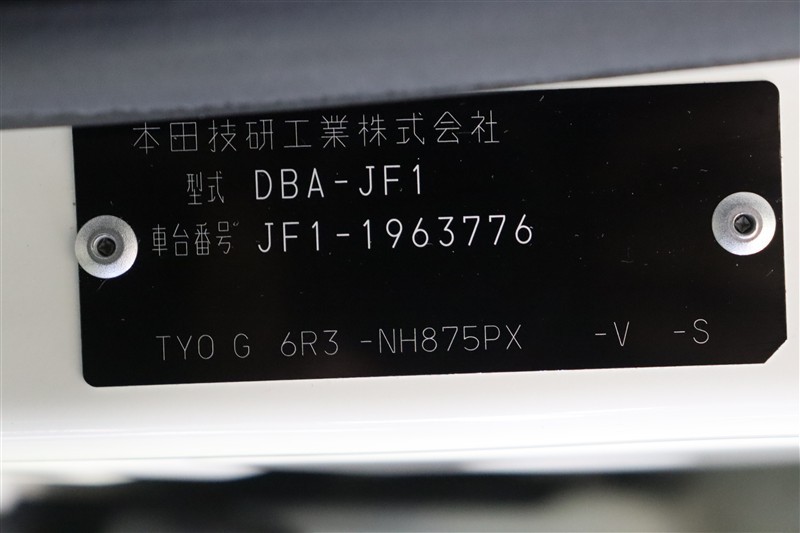 本田技研工業株式会社
型式 DBA-JF1
車台番号 JF1-1963776
TYO G 6R3 -NH875PX -V -S